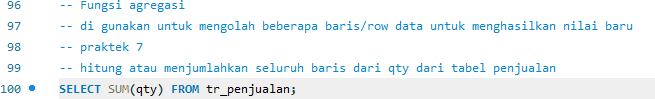 96 -- Fungsi agregasi
97 -- di gunakan untuk mengolah beberapa baris/row data untuk menghasilkan nilai baru
98 -- praktek 7
99 -- hitung atau menjumlahkan seluruh baris dari qty dari tabel penjualan
100 SELECT SUM(qty) FROM tr_penjualan;